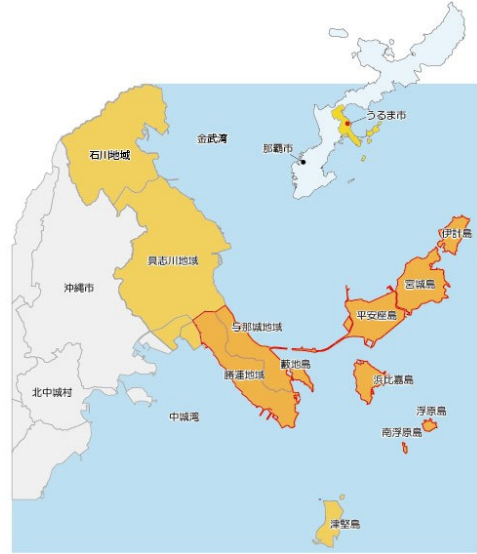 うるま市
石川地域
金武湾
那覇市
伊計島
具志川地域
宮城島
沖縄市
平安座島
与那城地域
藪地島
勝連地域
浜比嘉島
北中城村
中城湾
浮原島
南浮原島
津堅島